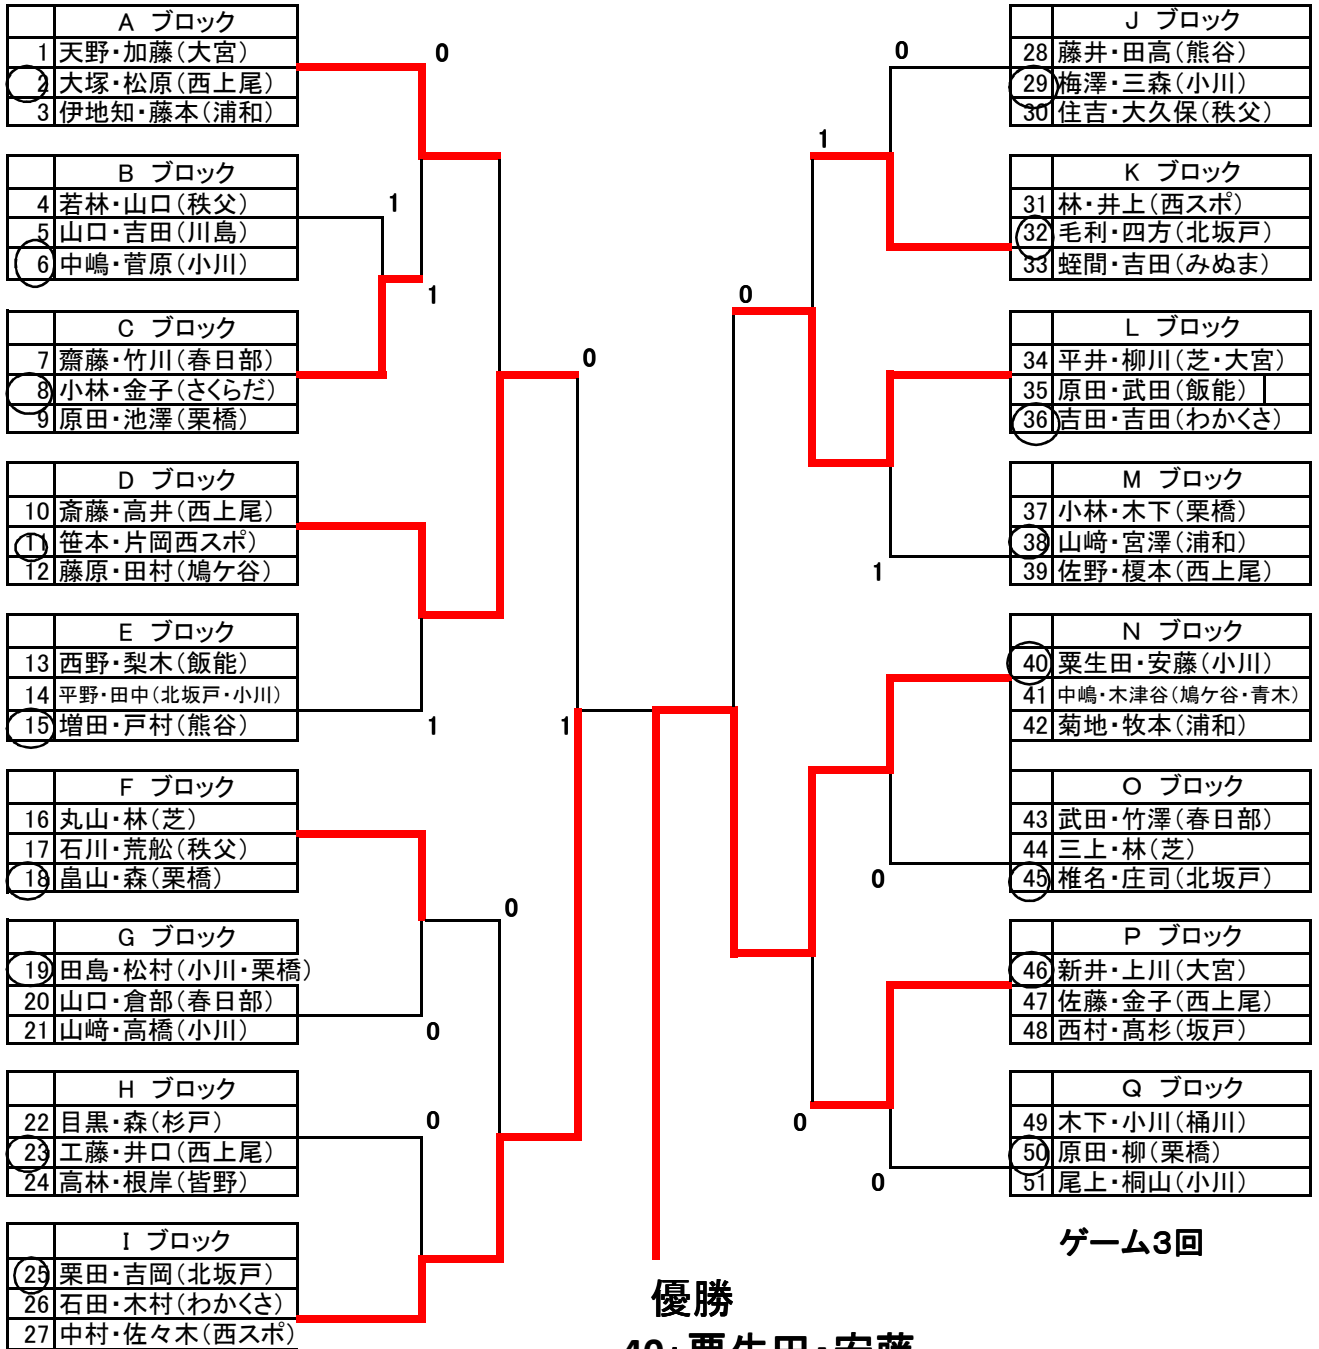 A ブロック
1 天野・加藤(大宮)
2 大塚・松原(西上尾)
3 伊地知・藤本(浦和)
B ブロック
4 若林・山口(秩父)
5 山口・吉田(川島)
6 中嶋・菅原(小川)
C ブロック
7 齋藤・竹川(春日部)
8 小林・金子(さくらだ)
9 原田・池澤(栗橋)
D ブロック
10 斎藤・高井(西上尾)
11 笹本・片岡西スポ)
12 藤原・田村(鳩ケ谷)
E ブロック
13 西野・梨木(飯能)
14 平野・田中(北坂戸・小川)
15 増田・戸村(熊谷)
F ブロック
16 丸山・林(芝)
17 石川・荒舩(秩父)
18 畠山・森(栗橋)
G ブロック
19 田島・松村(小川・栗橋)
20 山口・倉部(春日部)
21 山﨑・高橋(小川)
H ブロック
22 目黒・森(杉戸)
23 工藤・井口(西上尾)
24 高林・根岸(皆野)
I ブロック
25 栗田・吉岡(北坂戸)
26 石田・木村(わかくさ)
27 中村・佐々木(西スポ)
0
1
1
0
1
1
0
0
0
0
1
0
1
0
0
0
J ブロック
28 藤井・田高(熊谷)
29 梅澤・三森(小川)
30 住吉・大久保(秩父)
K ブロック
31 林・井上(西スポ)
32 毛利・四方(北坂戸)
33 蛭間・吉田(みぬま)
L ブロック
34 平井・柳川(芝・大宮)
35 原田・武田(飯能)
36 吉田・吉田(わかくさ)
M ブロック
37 小林・木下(栗橋)
38 山﨑・宮澤(浦和)
39 佐野・榎本(西上尾)
N ブロック
40 粟生田・安藤(小川)
41 中嶋・木津谷(鳩ケ谷・青木)
42 菊地・牧本(浦和)
O ブロック
43 武田・竹澤(春日部)
44 三上・林(芝)
45 椎名・庄司(北坂戸)
P ブロック
46 新井・上川(大宮)
47 佐藤・金子(西上尾)
48 西村・髙杉(坂戸)
Q ブロック
49 木下・小川(桶川)
50 原田・柳(栗橋)
51 尾上・桐山(小川)
ゲーム3回
優勝
40・粟生田・安藤